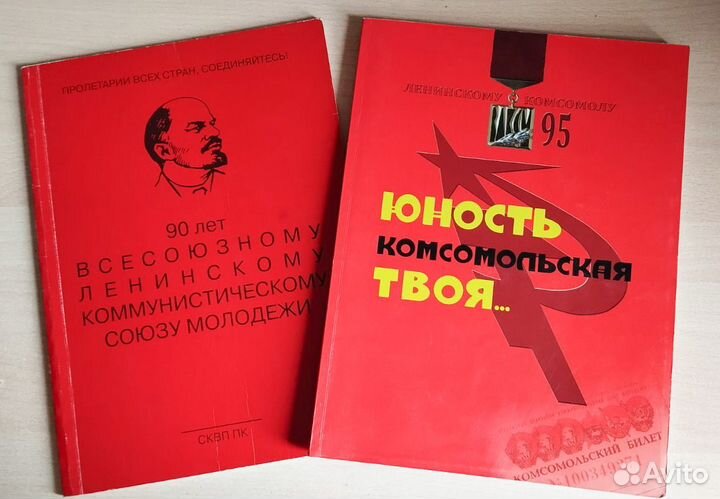 ПРОЛЕТАРИИ ВСЕХ СТРАН, СОЕДИНЯЙТЕСЬ!
90 лет
ВСЕСОЮЗНОМУ
ЛЕНИНСКОМУ
КОММУНИСТИЧЕСКОМУ
СОЮЗУ МОЛОДЕЖИ
СКВП ПК
ЛЕНИНСКОМУ КОМСОМОЛУ
95
ЮНОСТЬ
КОМСОМОЛЬСКАЯ
ТВОЯ...
КОМСОМОЛЬСКИЙ БИЛЕТ
Avito